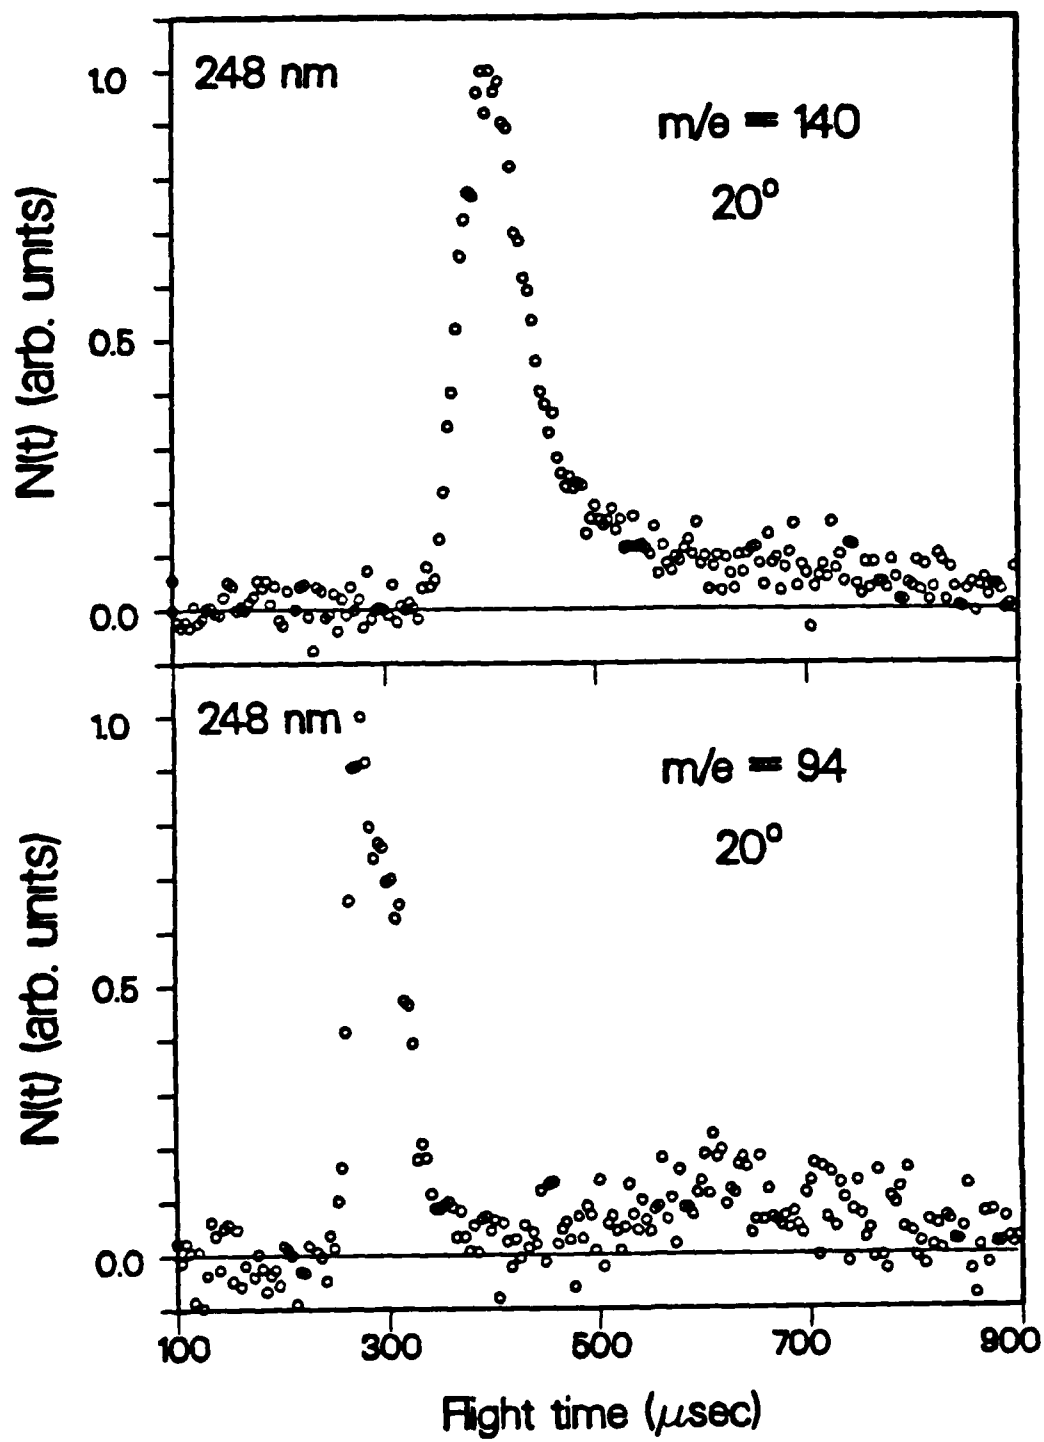 248 nm
m/e = 140
20°
1.0
0.5
0.0
N(t) (arb. units)
248 nm
m/e = 94
20°
1.0
0.5
0.0
N(t) (arb. units)
100 300 500 700 900
Flight time (μsec)